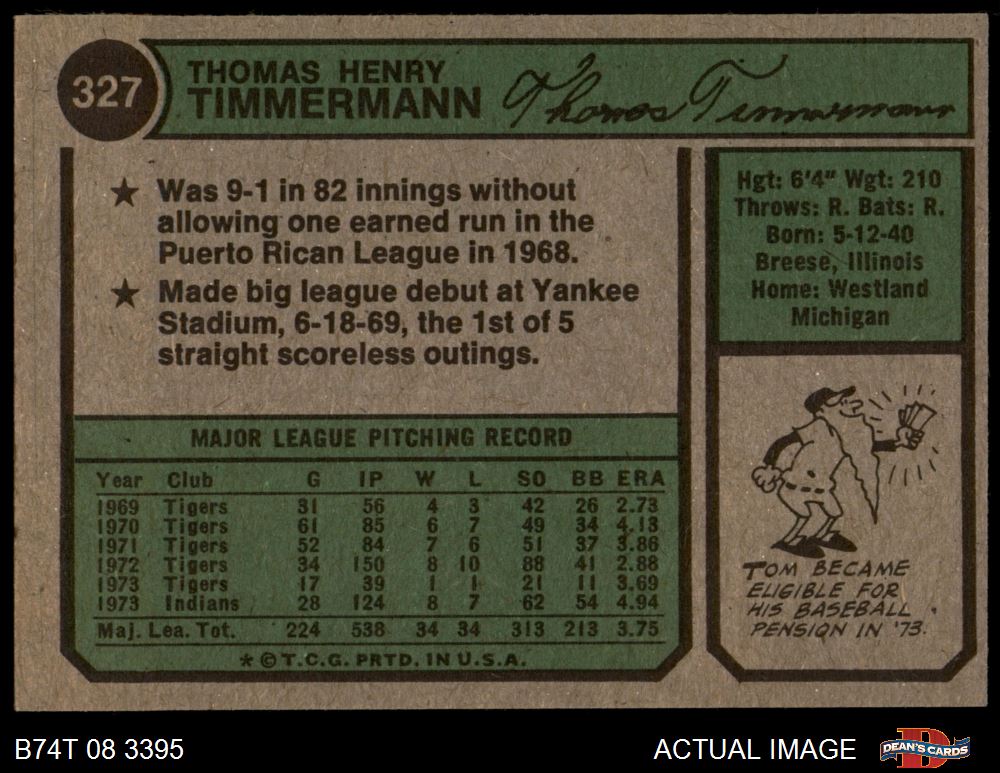 327
THOMAS HENRY
TIMMERMANN
Thomas Timmermann
★ Was 9-1 in 82 innings without
allowing one earned run in the
Puerto Rican League in 1968.
★ Made big league debut at Yankee
Stadium, 6-18-69, the 1st of 5
straight scoreless outings.
Hgt: 6'4" Wgt: 210
Throws: R. Bats: R.
Born: 5-12-40
Breese, Illinois
Home: Westland
Michigan
MAJOR LEAGUE PITCHING RECORD
Year Club G IP W L SO BB ERA
1969 Tigers 31 56 4 3 42 26 2.73
1970 Tigers 61 85 6 7 49 34 4.13
1971 Tigers 52 84 7 6 51 37 3.86
1972 Tigers 34 150 8 10 88 41 2.88
1973 Tigers 17 39 1 1 21 11 3.69
1973 Indians 28 124 8 7 62 54 4.94
Maj. Lea. Tot. 224 538 34 34 313 213 3.75
* © T.C.G. PRTD. IN U.S.A.
TOM BECAME
ELIGIBLE FOR
HIS BASEBALL
PENSION IN '73.
B74T 08 3395
ACTUAL IMAGE
DEAN'S CARDS